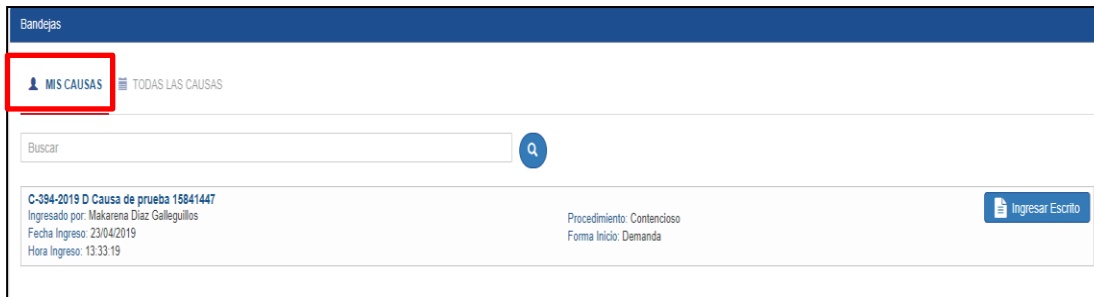 Bandejas
MIS CAUSAS TODAS LAS CAUSAS
Buscar
C-394-2019 D Causa de prueba 15841447
Ingresado por: Makarena Diaz Galleguillos
Fecha Ingreso: 23/04/2019
Hora Ingreso: 13:33:19
Procedimiento: Contencioso
Forma Inicio: Demanda
Ingresar Escrito